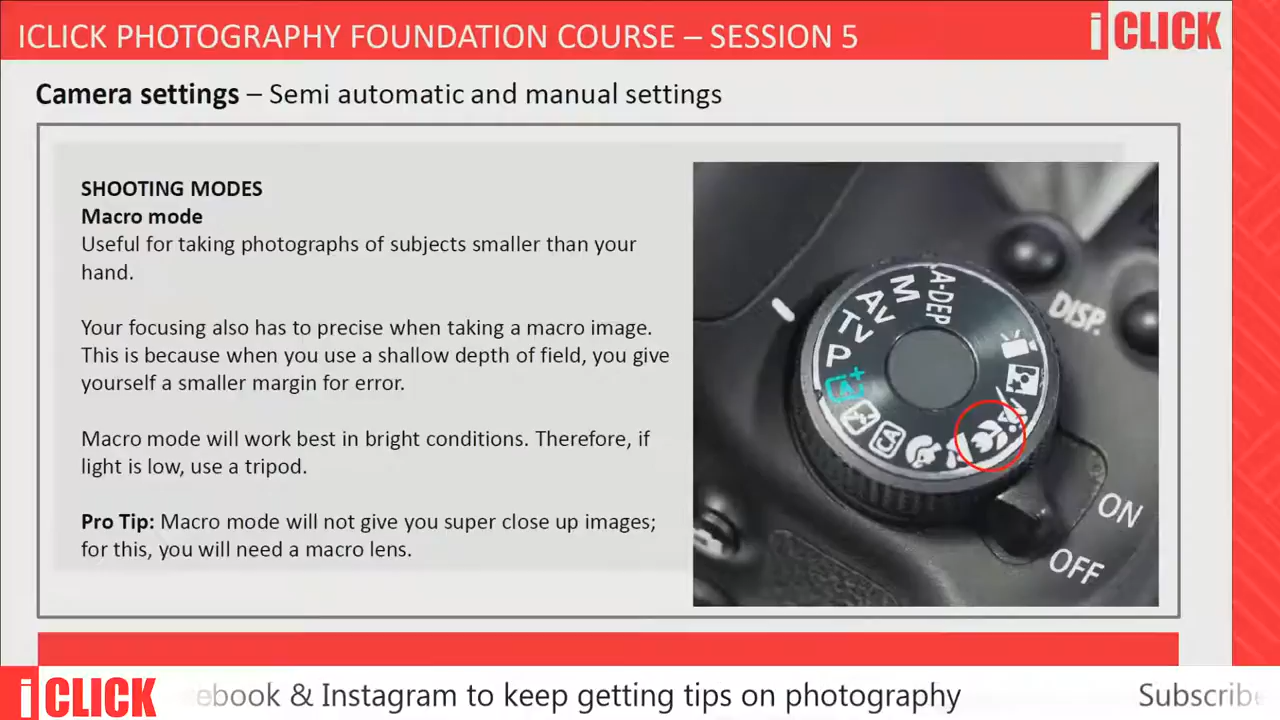 ICLICK PHOTOGRAPHY FOUNDATION COURSE – SESSION 5
iCLICK
Camera settings – Semi automatic and manual settings
SHOOTING MODES
Macro mode
Useful for taking photographs of subjects smaller than your
hand.
Your focusing also has to precise when taking a macro image.
This is because when you use a shallow depth of field, you give
yourself a smaller margin for error.
Macro mode will work best in bright conditions. Therefore, if
light is low, use a tripod.
Pro Tip: Macro mode will not give you super close up images;
for this, you will need a macro lens.
A-DEP
M
Av
Tv
P
A+
CA
DISP.
ON
OFF
iCLICK
& Instagram to keep getting tips on photography